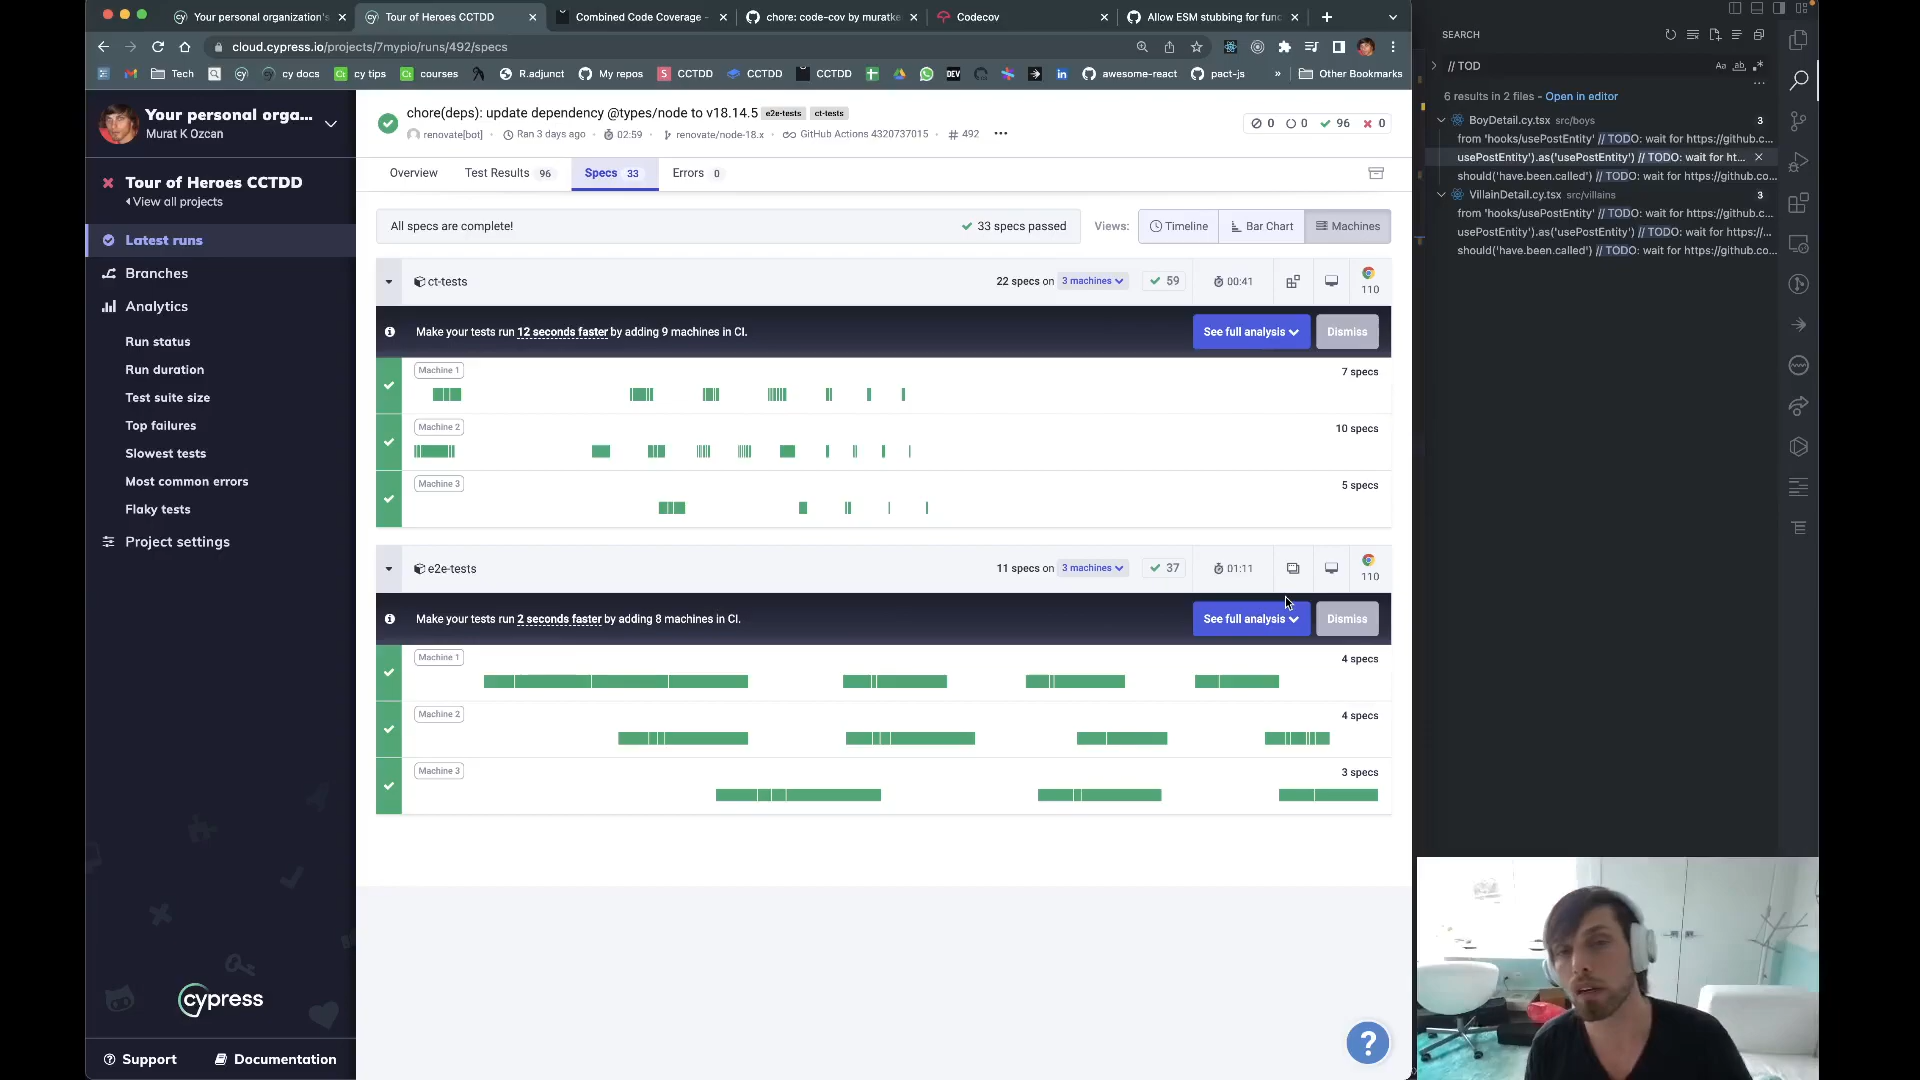 Your personal organization's
Tour of Heroes CCTDD
Combined Code Coverage -
chore: code-cov by muratke
Codecov
Allow ESM stubbing for func
cloud.cypress.io/projects/7mypio/runs/492/specs
Tech
cy docs
cy tips
courses
R.adjunct
My repos
CCTDD
CCTDD
CCTDD
DEV
awesome-react
pact-js
»
Other Bookmarks
Your personal orga...
Murat K Ozcan
Tour of Heroes CCTDD
View all projects
Latest runs
Branches
Analytics
Run status
Run duration
Test suite size
Top failures
Slowest tests
Most common errors
Flaky tests
Project settings
cypress
Support
Documentation
chore(deps): update dependency @types/node to v18.14.5 e2e-tests ct-tests
renovate[bot] · Ran 3 days ago · 02:59 · renovate/node-18.x · GitHub Actions 4320737015 · # 492
0 0 96 0
Overview
Test Results 96
Specs 33
Errors 0
All specs are complete!
33 specs passed
Views:
Timeline
Bar Chart
Machines
ct-tests
22 specs on 3 machines
59
00:41
110
Make your tests run 12 seconds faster by adding 9 machines in CI.
See full analysis
Dismiss
Machine 1
7 specs
Machine 2
10 specs
Machine 3
5 specs
e2e-tests
11 specs on 3 machines
37
01:11
110
Make your tests run 2 seconds faster by adding 8 machines in CI.
See full analysis
Dismiss
Machine 1
4 specs
Machine 2
4 specs
Machine 3
3 specs
?
SEARCH
// TOD
Aa
ab
6 results in 2 files - Open in editor
BoyDetail.cy.tsx src/boys 3
from 'hooks/usePostEntity' // TODO: wait for https://github.c...
usePostEntity').as('usePostEntity') // TODO: wait for ht...
should('have.been.called') // TODO: wait for https://github.co...
VillainDetail.cy.tsx src/villains 3
from 'hooks/usePostEntity' // TODO: wait for https://github.c...
usePostEntity').as('usePostEntity') // TODO: wait for https://...
should('have.been.called') // TODO: wait for https://github.co...